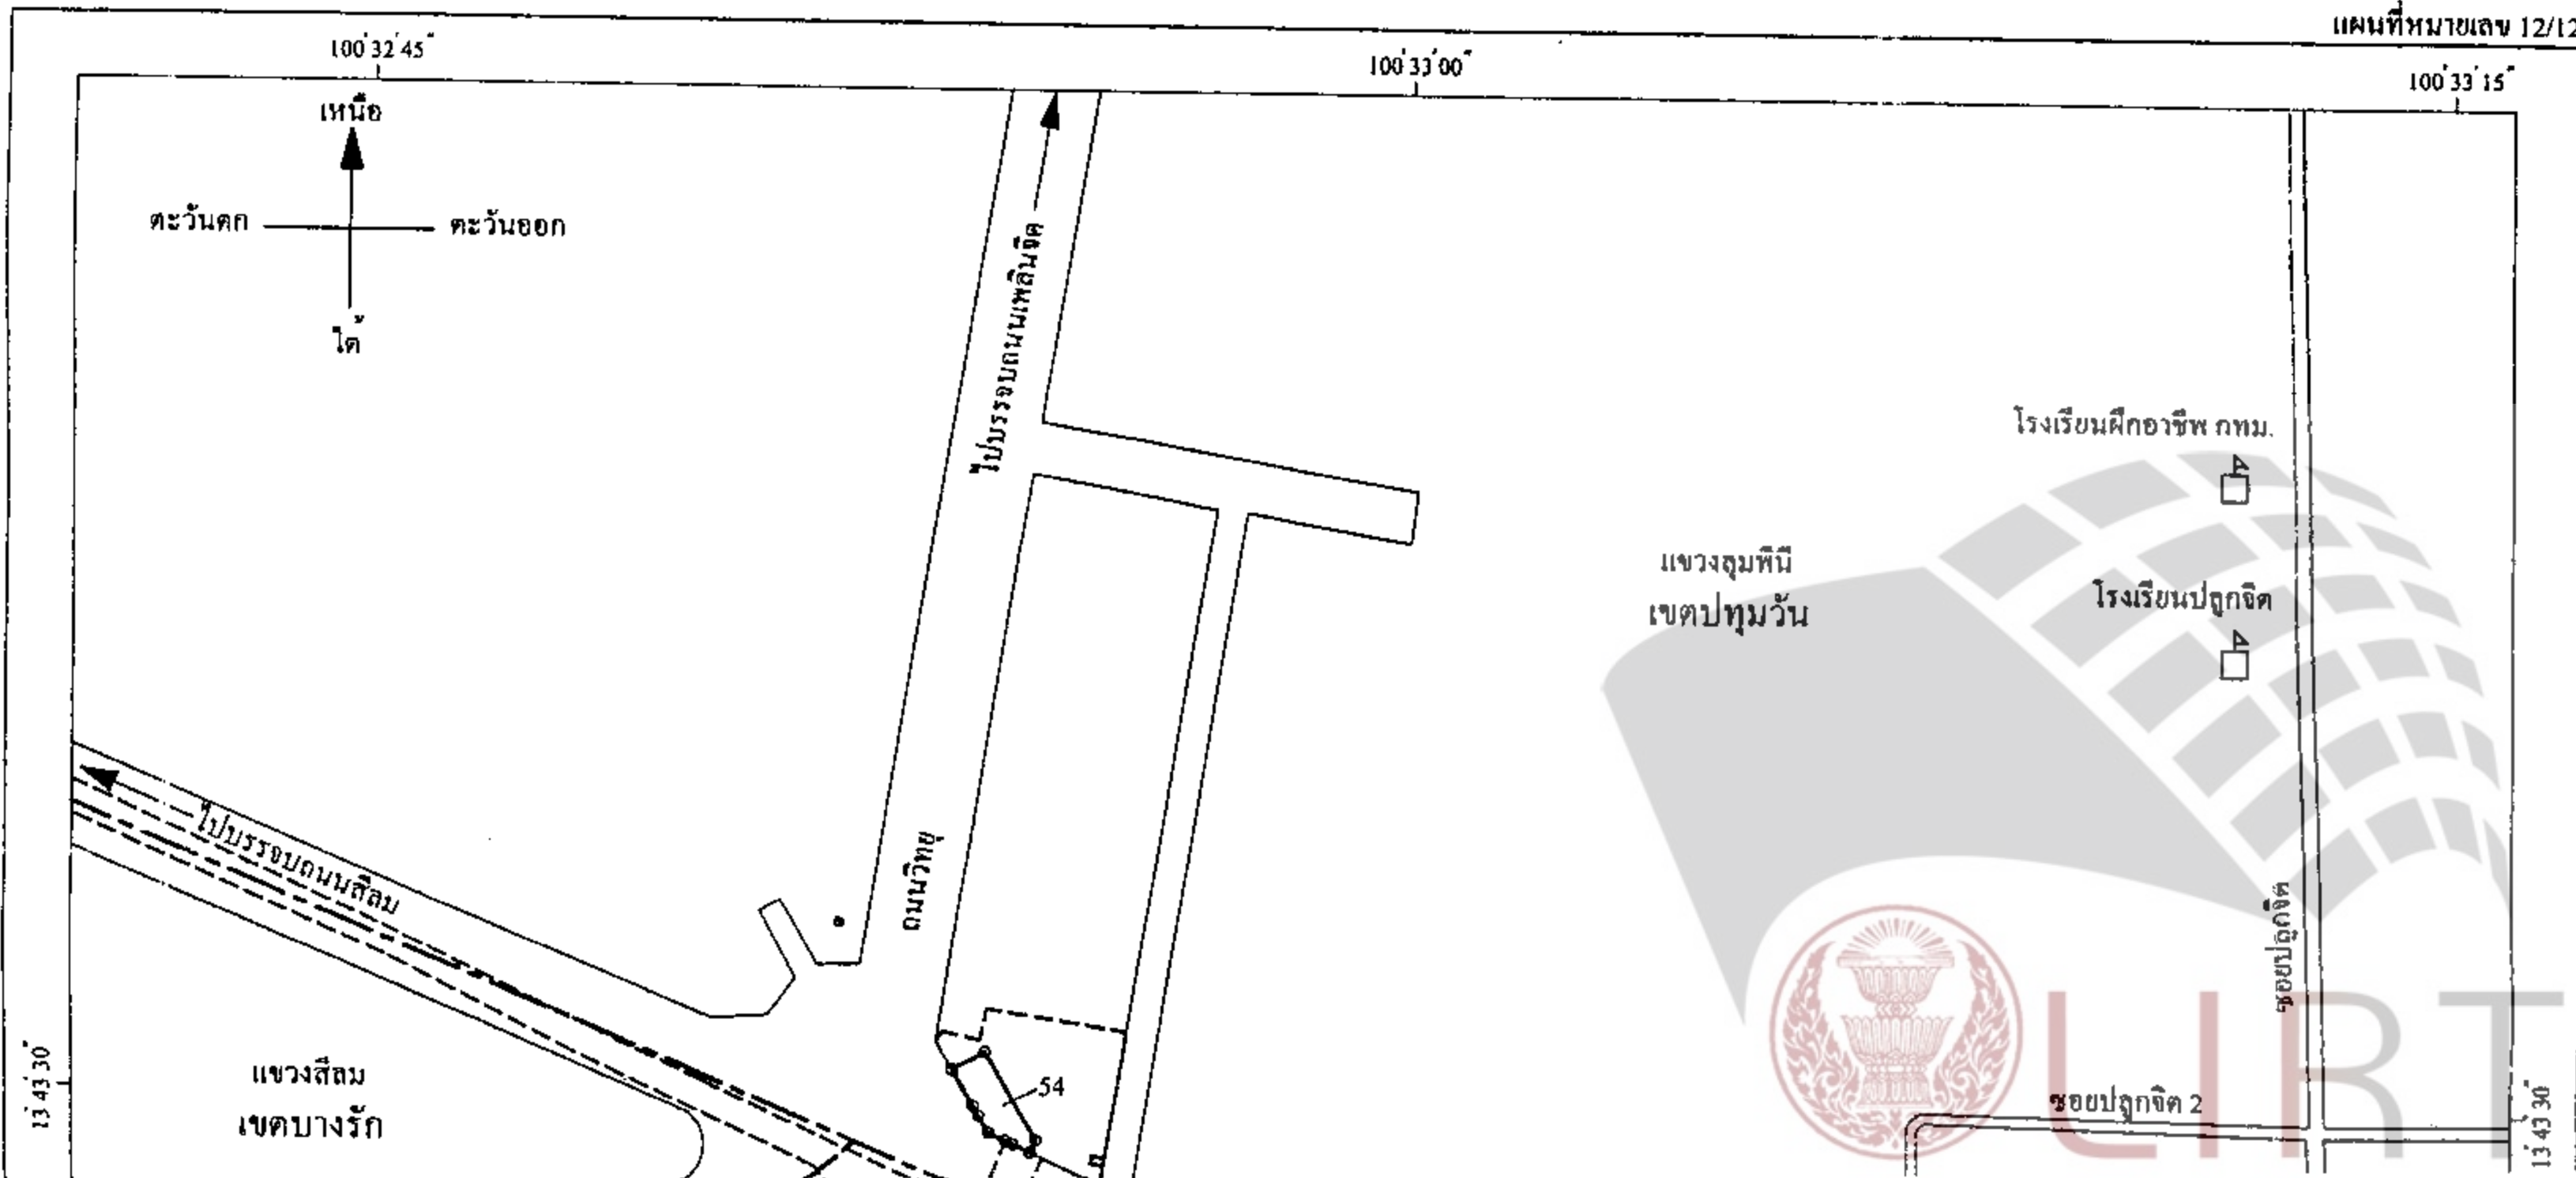 แผนที่หมายเลข 12/12
100°32'45"
100°33'00"
100°33'15"
เหนือ
ตะวันตก
ตะวันออก
ใต้
ไปบรรจบถนนเพลินจิต
โรงเรียนฝึกอาชีพ กทม.
แขวงลุมพินี
เขตปทุมวัน
โรงเรียนปลูกจิต
ไปบรรจบถนนสีลม
ถนนวิทยุ
ซอยปลูกจิต
13°43'30"
แขวงสีลม
เขตบางรัก
54
ซอยปลูกจิต 2
13°43'30"
LIRT